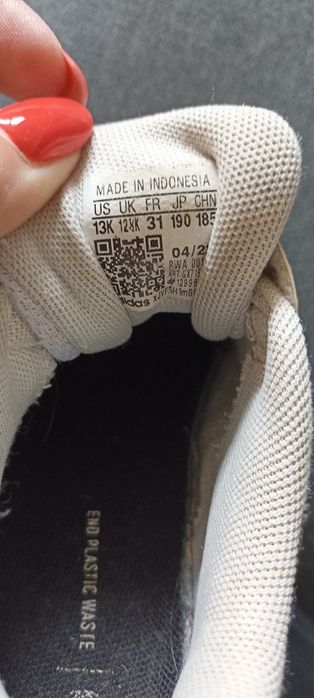 MADE IN INDONESIA
US UK FR JP CHN
13K 12½K 31 190 185
04/2
adidas
END PLASTIC WASTE